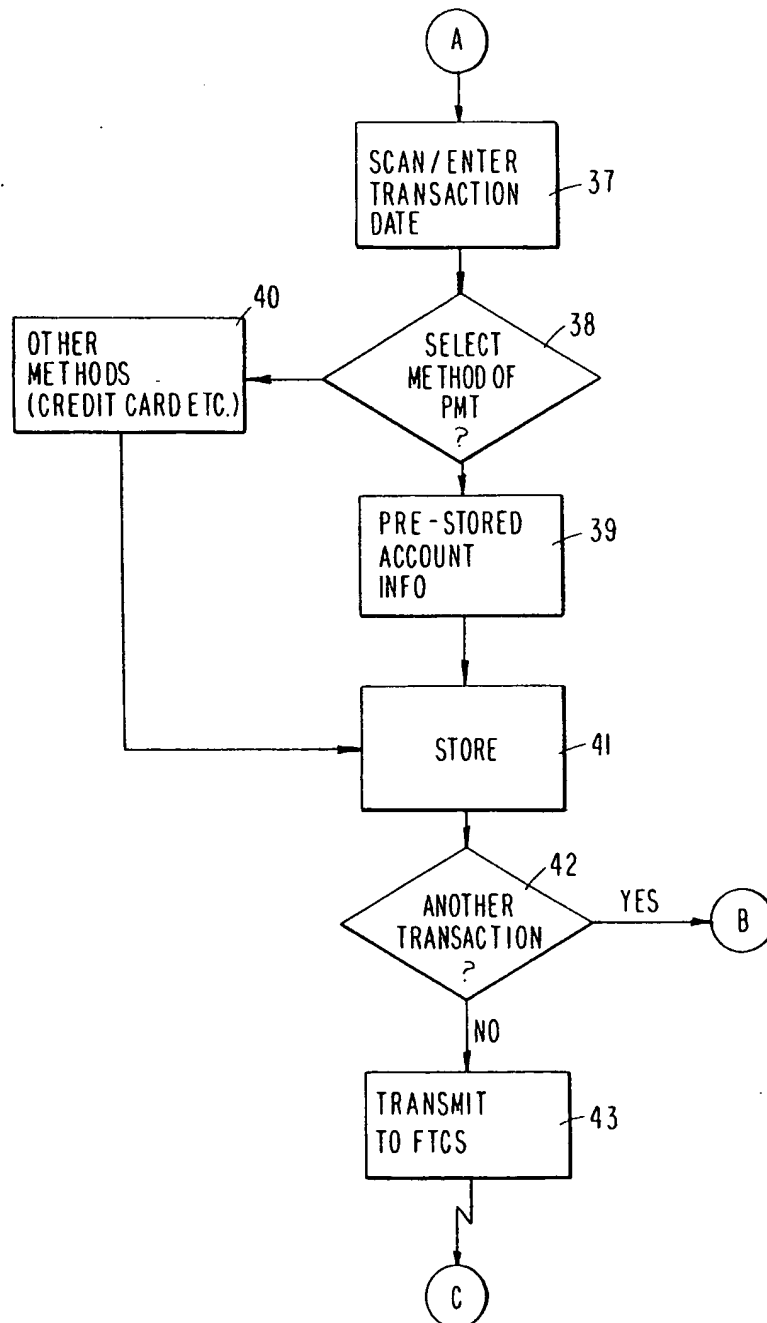 A
SCAN/ENTER
TRANSACTION
DATE
37
38
SELECT
METHOD OF
PMT
?
40
OTHER
METHODS
(CREDIT CARD ETC.)
PRE-STORED
ACCOUNT
INFO
39
STORE
41
42
ANOTHER
TRANSACTION
?
YES
B
NO
TRANSMIT
TO FTCS
43
C